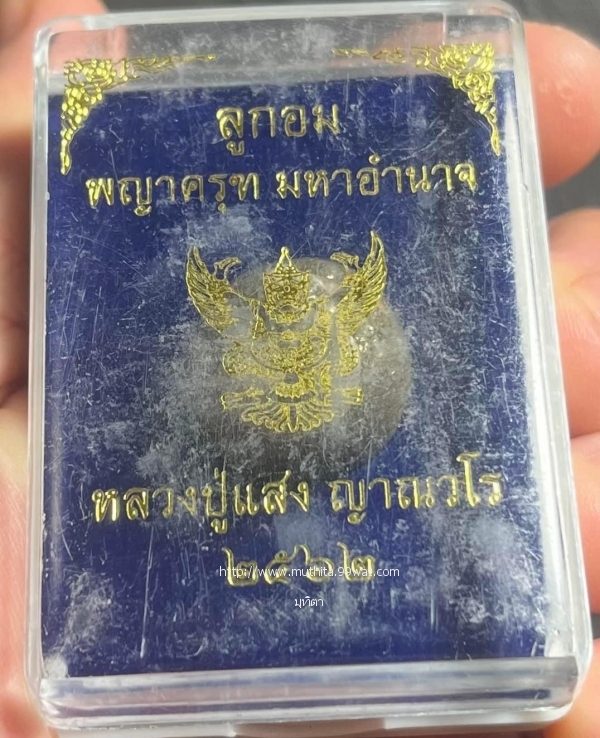 ลูกอม
พญาครุฑ มหาอำนาจ
หลวงปู่แสง ญาณวโร
๒๕๖๒
http://www.muthita.99wat.com
มุทิตา